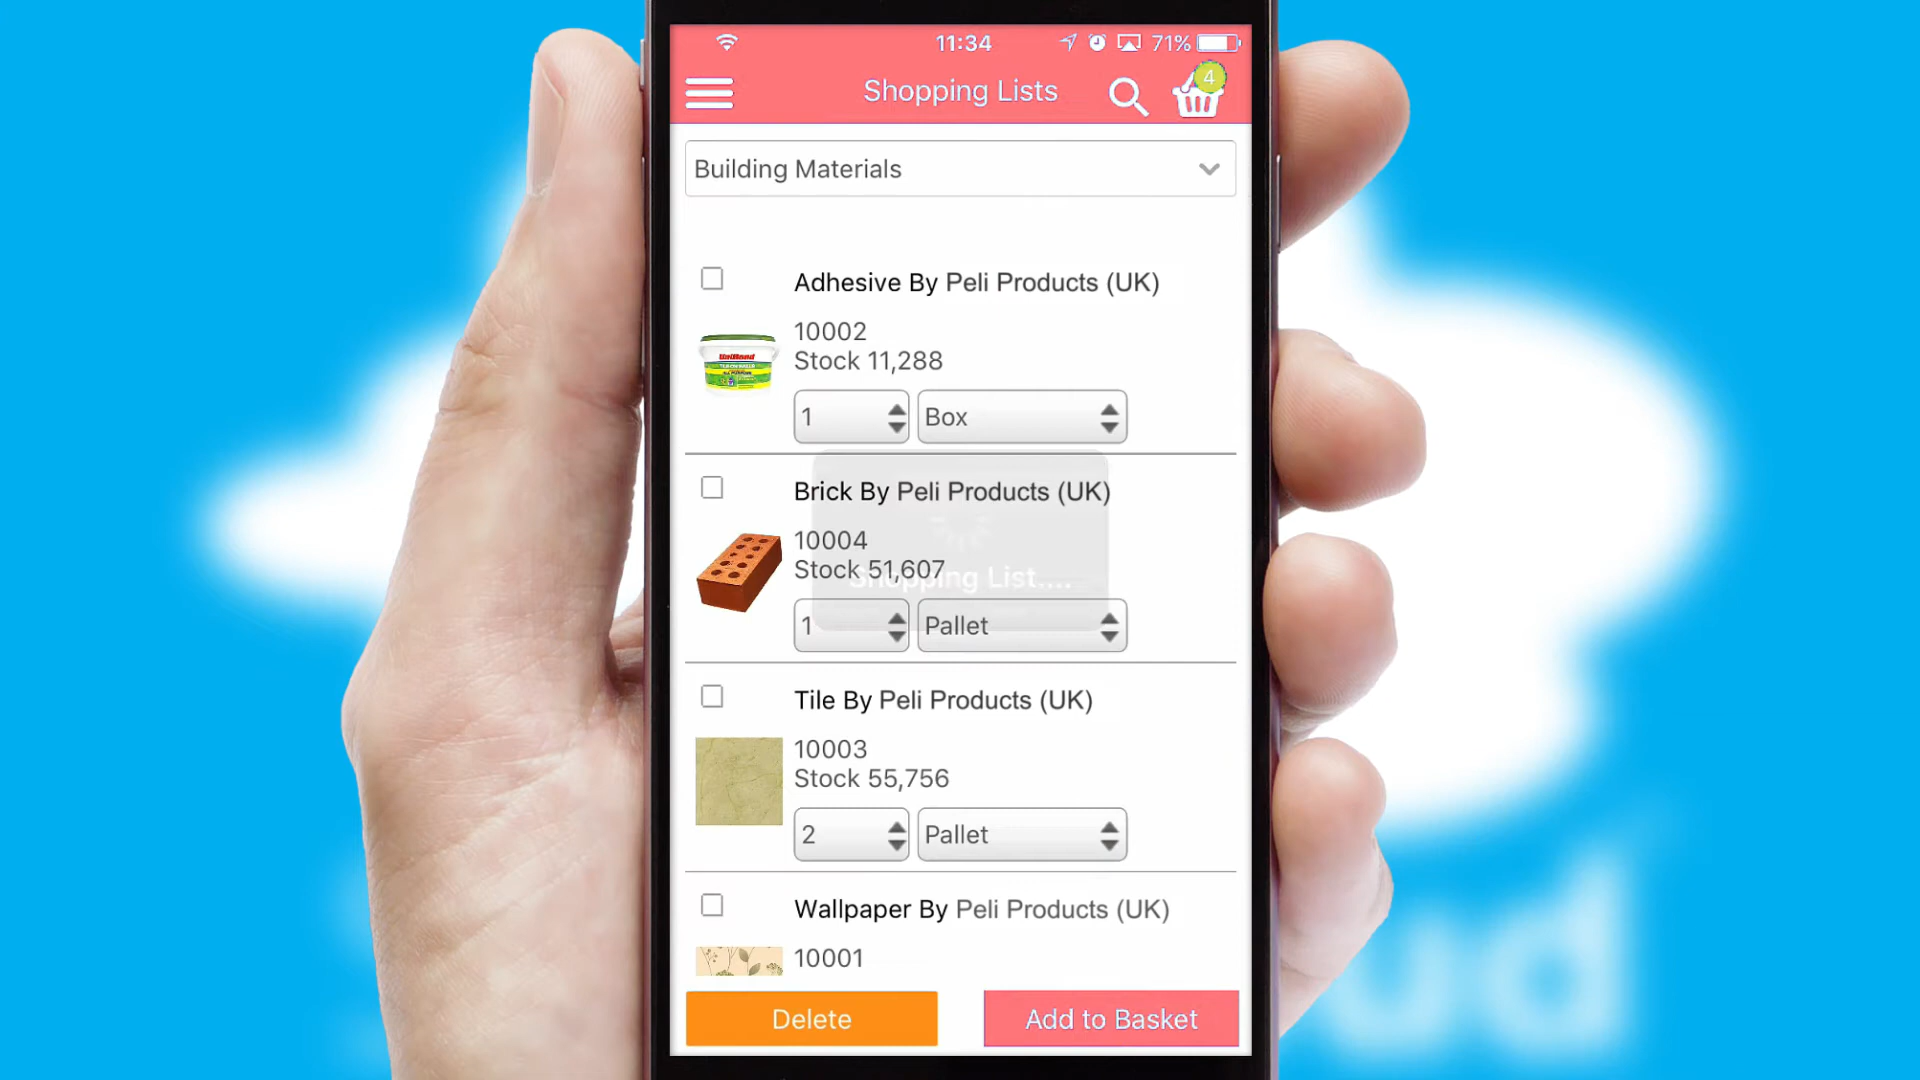 11:34
71%
Shopping Lists
4
Building Materials
Adhesive By Peli Products (UK)
10002
Stock 11,288
1
Box
Brick By Peli Products (UK)
10004
Stock 51,607
Shopping List....
1
Pallet
Tile By Peli Products (UK)
10003
Stock 55,756
2
Pallet
Wallpaper By Peli Products (UK)
10001
Delete
Add to Basket
ud